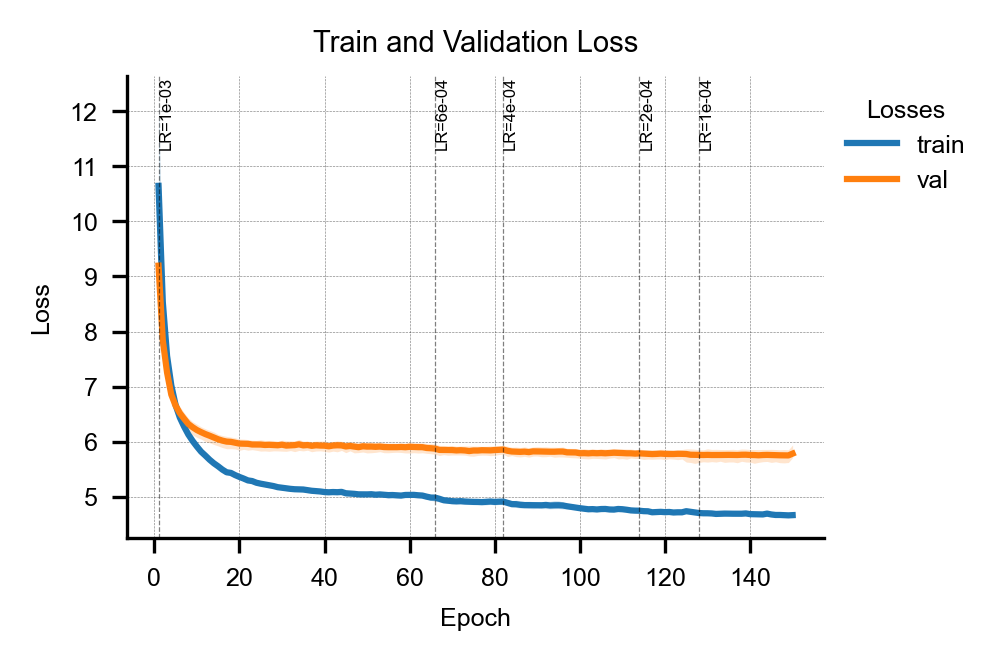 Train and Validation Loss
LR=1e-03
LR=6e-04
LR=4e-04
LR=2e-04
LR=1e-04
Losses
train
val
12
11
10
9
8
7
6
5
Loss
0 20 40 60 80 100 120 140
Epoch